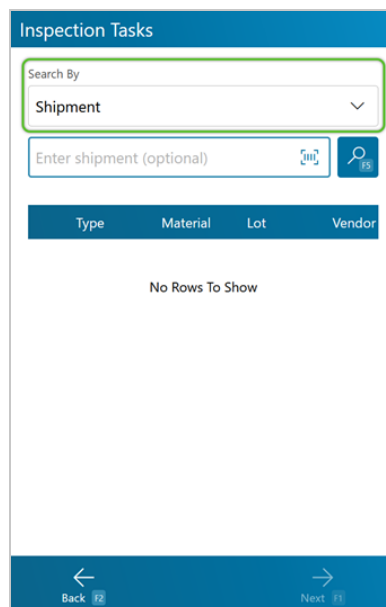 Inspection Tasks
Search By
Shipment
Enter shipment (optional)
F5
Type Material Lot Vendor
No Rows To Show
Back F2 Next F1